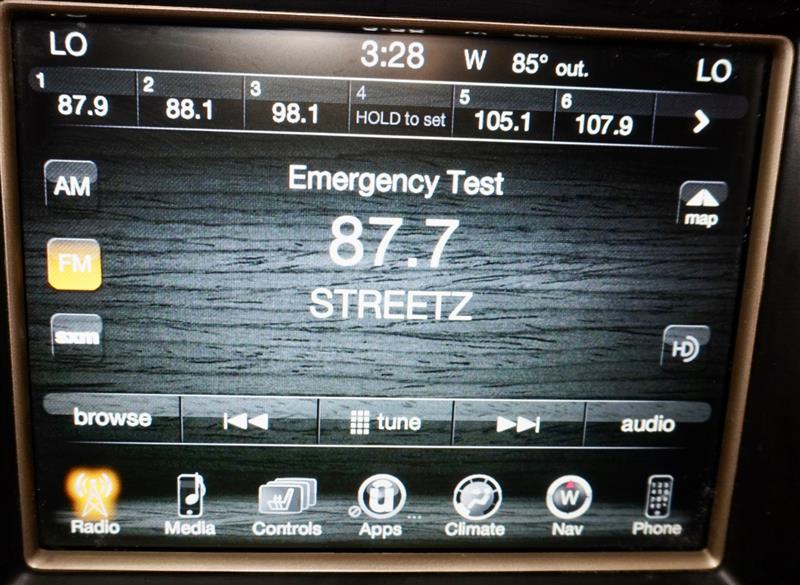 LO 3:28 W 85° out. LO
1 87.9 2 88.1 3 98.1 4 HOLD to set 5 105.1 6 107.9
AM
Emergency Test
map
87.7
FM
STREETZ
sxm
HD
browse tune audio
Radio Media Controls Apps ... Climate W Nav Phone